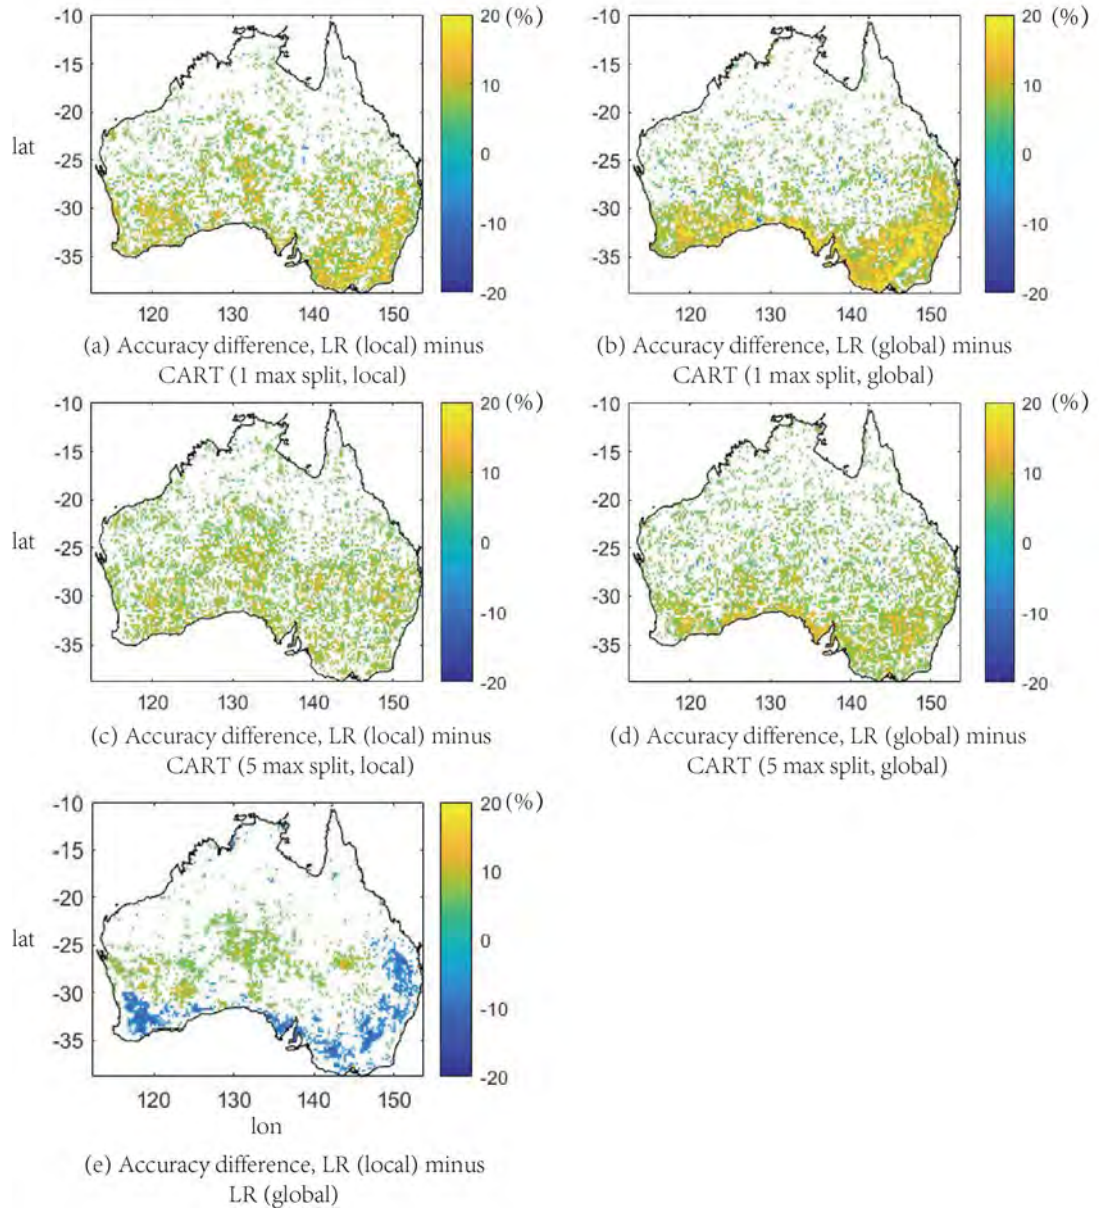 -10
-15
-20
lat
-25
-30
-35
120 130 140 150
20 (%)
10
0
-10
-20
(a) Accuracy difference, LR (local) minus
CART (1 max split, local)
-10
-15
-20
-25
-30
-35
120 130 140 150
20 (%)
10
0
-10
-20
(b) Accuracy difference, LR (global) minus
CART (1 max split, global)
-10
-15
-20
lat
-25
-30
-35
120 130 140 150
20 (%)
10
0
-10
-20
(c) Accuracy difference, LR (local) minus
CART (5 max split, local)
-10
-15
-20
-25
-30
-35
120 130 140 150
20 (%)
10
0
-10
-20
(d) Accuracy difference, LR (global) minus
CART (5 max split, global)
-10
-15
-20
lat
-25
-30
-35
120 130 140 150
lon
20 (%)
10
0
-10
-20
(e) Accuracy difference, LR (local) minus
LR (global)